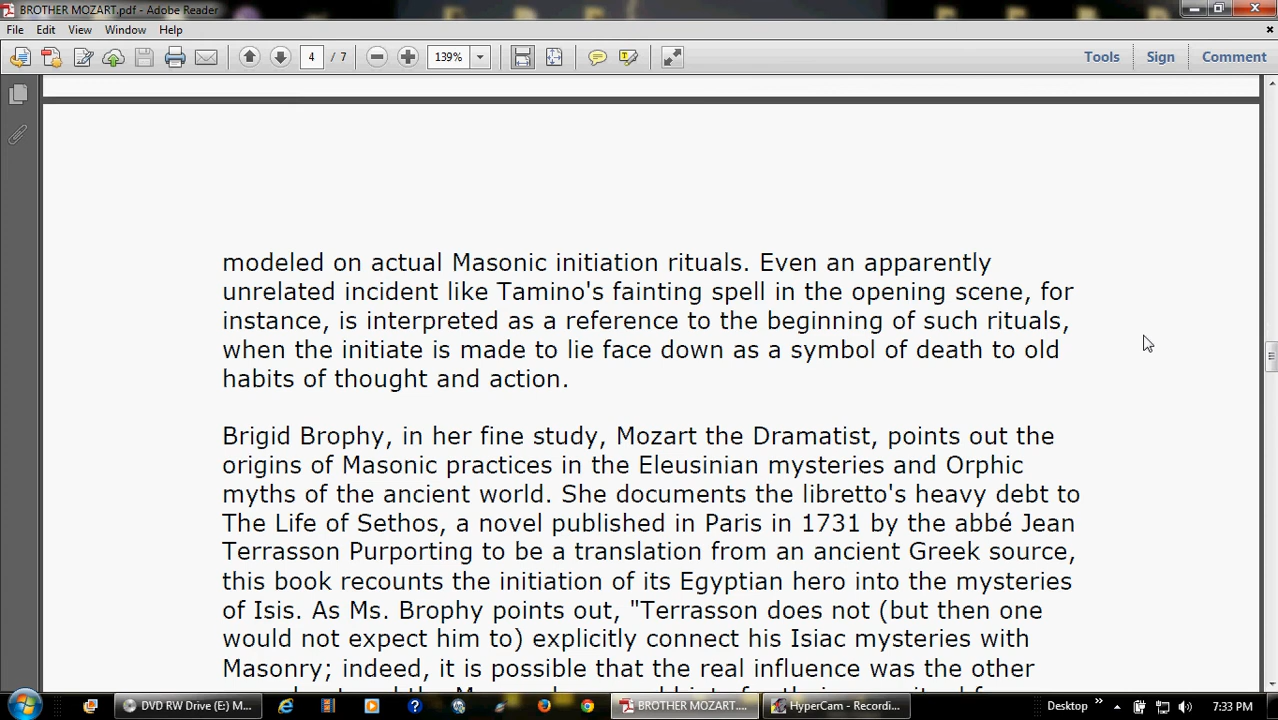 BROTHER MOZART.pdf - Adobe Reader
File Edit View Window Help
4 / 7 139% Tools Sign Comment
modeled on actual Masonic initiation rituals. Even an apparently
unrelated incident like Tamino's fainting spell in the opening scene, for
instance, is interpreted as a reference to the beginning of such rituals,
when the initiate is made to lie face down as a symbol of death to old
habits of thought and action.
Brigid Brophy, in her fine study, Mozart the Dramatist, points out the
origins of Masonic practices in the Eleusinian mysteries and Orphic
myths of the ancient world. She documents the libretto's heavy debt to
The Life of Sethos, a novel published in Paris in 1731 by the abbé Jean
Terrasson Purporting to be a translation from an ancient Greek source,
this book recounts the initiation of its Egyptian hero into the mysteries
of Isis. As Ms. Brophy points out, "Terrasson does not (but then one
would not expect him to) explicitly connect his Isiac mysteries with
Masonry; indeed, it is possible that the real influence was the other
DVD RW Drive (E:) M... BROTHER MOZART.... HyperCam - Recordi... Desktop » 7:33 PM